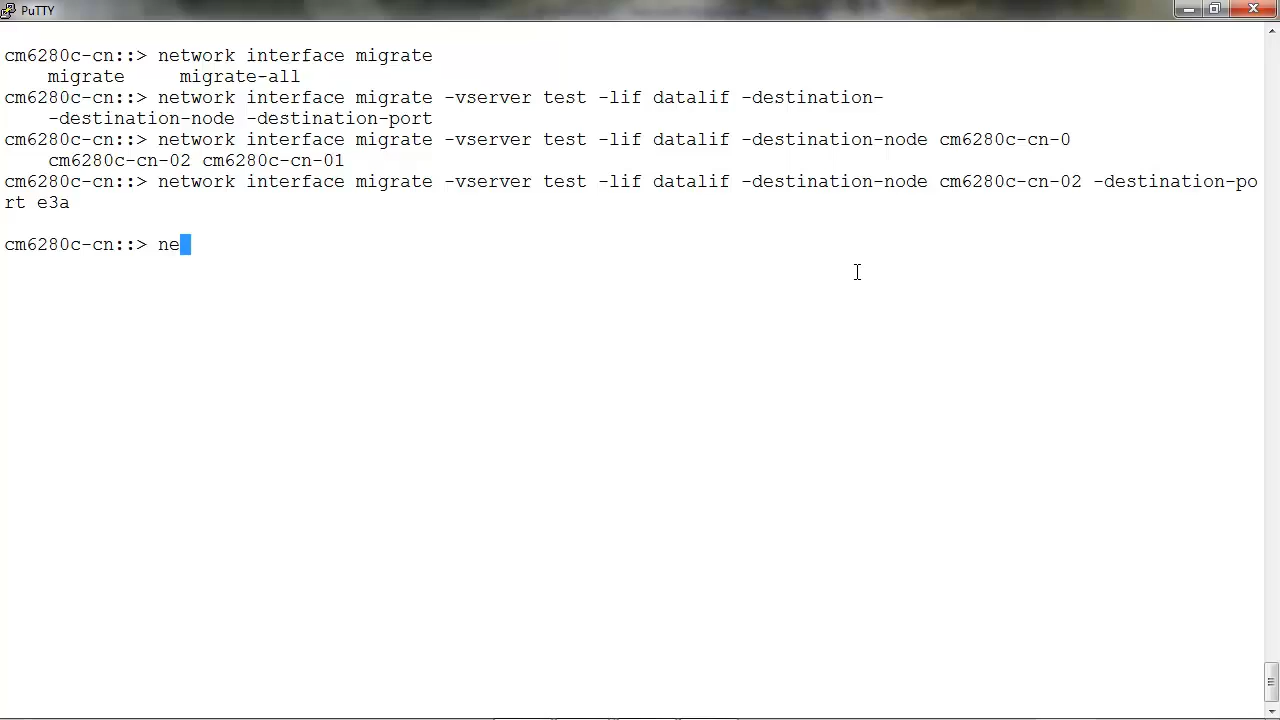 PuTTY
cm6280c-cn::> network interface migrate
migrate     migrate-all
cm6280c-cn::> network interface migrate -vserver test -lif datalif -destination-
-destination-node -destination-port
cm6280c-cn::> network interface migrate -vserver test -lif datalif -destination-node cm6280c-cn-0
cm6280c-cn-02 cm6280c-cn-01
cm6280c-cn::> network interface migrate -vserver test -lif datalif -destination-node cm6280c-cn-02 -destination-po
rt e3a
cm6280c-cn::> ne